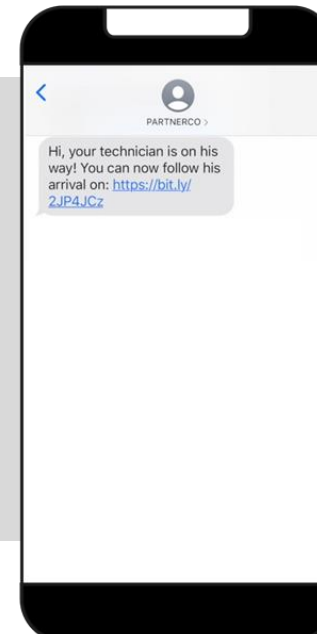 PARTNERCO >
Hi, your technician is on his
way! You can now follow his
arrival on: https://bit.ly/
2JP4JCz